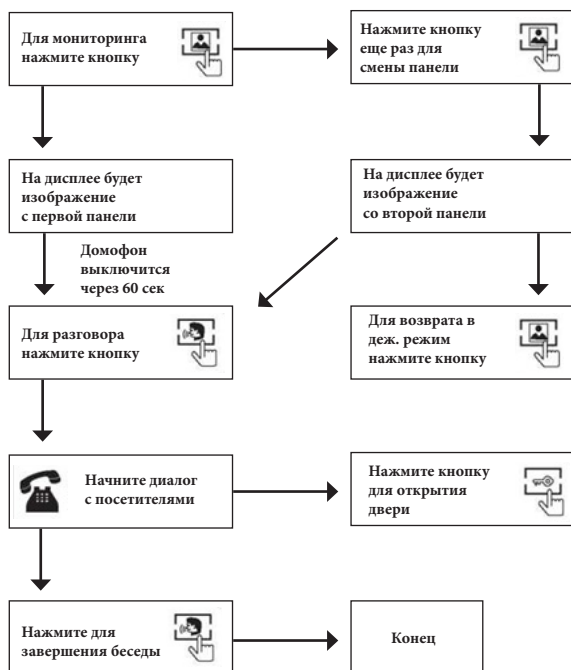 Для мониторинга
нажмите кнопку
Нажмите кнопку
еще раз для
смены панели
На дисплее будет
изображение
с первой панели
На дисплее будет
изображение
со второй панели
Домофон
выключится
через 60 сек
Для разговора
нажмите кнопку
Для возврата в
деж. режим
нажмите кнопку
Начните диалог
с посетителями
Нажмите кнопку
для открытия
двери
Нажмите для
завершения беседы
Конец